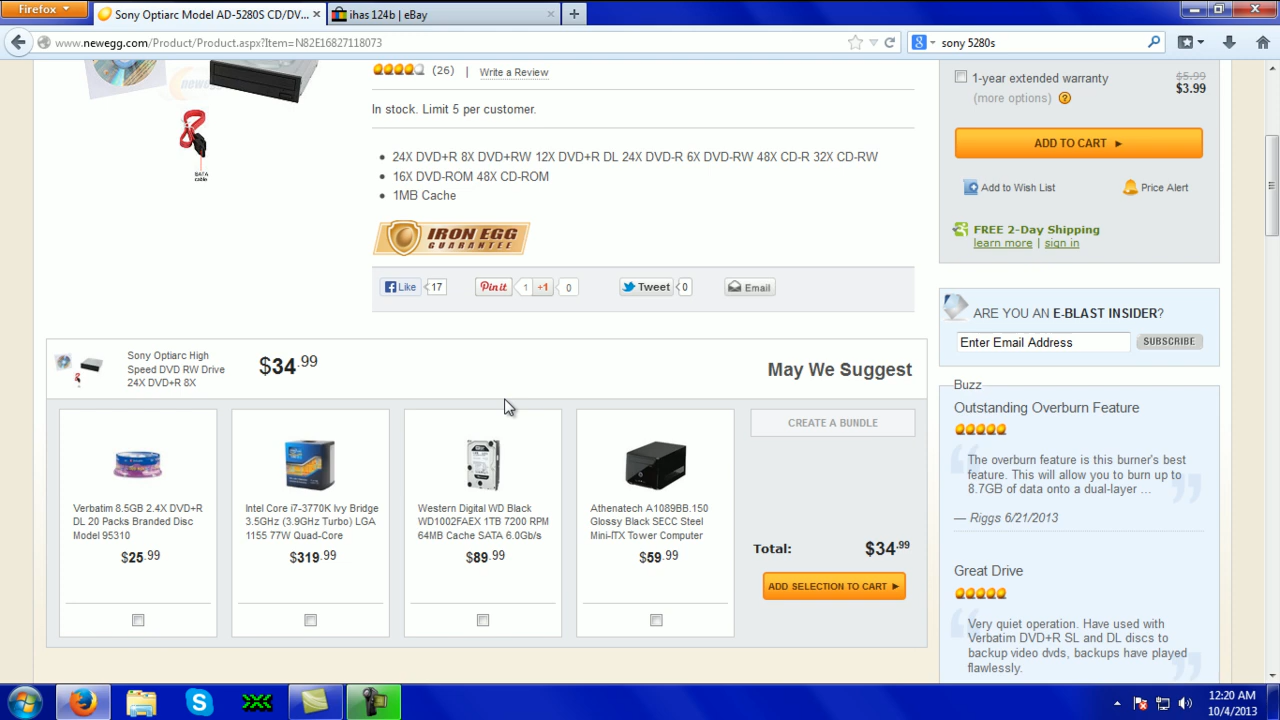 Firefox
Sony Optiarc Model AD-5280S CD/DV...
ihas 124b | eBay
www.newegg.com/Product/Product.aspx?Item=N82E16827118073
sony 5280s
(26) | Write a Review
In stock. Limit 5 per customer.
24X DVD+R 8X DVD+RW 12X DVD+R DL 24X DVD-R 6X DVD-RW 48X CD-R 32X CD-RW
16X DVD-ROM 48X CD-ROM
1MB Cache
SATA
cable
IRON EGG
GUARANTEE
Like 17
Pin it 1
+1 0
Tweet 0
Email
1-year extended warranty
$5.99
$3.99
(more options)
ADD TO CART
Add to Wish List
Price Alert
FREE 2-Day Shipping
learn more | sign in
ARE YOU AN E-BLAST INSIDER?
Enter Email Address
SUBSCRIBE
Sony Optiarc High
Speed DVD RW Drive
24X DVD+R 8X
$34.99
May We Suggest
Verbatim 8.5GB 2.4X DVD+R
DL 20 Packs Branded Disc
Model 95310
$25.99
Intel Core i7-3770K Ivy Bridge
3.5GHz (3.9GHz Turbo) LGA
1155 77W Quad-Core
$319.99
Western Digital WD Black
WD1002FAEX 1TB 7200 RPM
64MB Cache SATA 6.0Gb/s
$89.99
Athenatech A1089BB.150
Glossy Black SECC Steel
Mini-ITX Tower Computer
$59.99
CREATE A BUNDLE
Total: $34.99
ADD SELECTION TO CART
Buzz
Outstanding Overburn Feature
The overburn feature is this burner's best
feature. This will allow you to burn up to
8.7GB of data onto a dual-layer ...
— Riggs 6/21/2013
Great Drive
Very quiet operation. Have used with
Verbatim DVD+R SL and DL discs to
backup video dvds, backups have played
flawlessly.
12:20 AM
10/4/2013